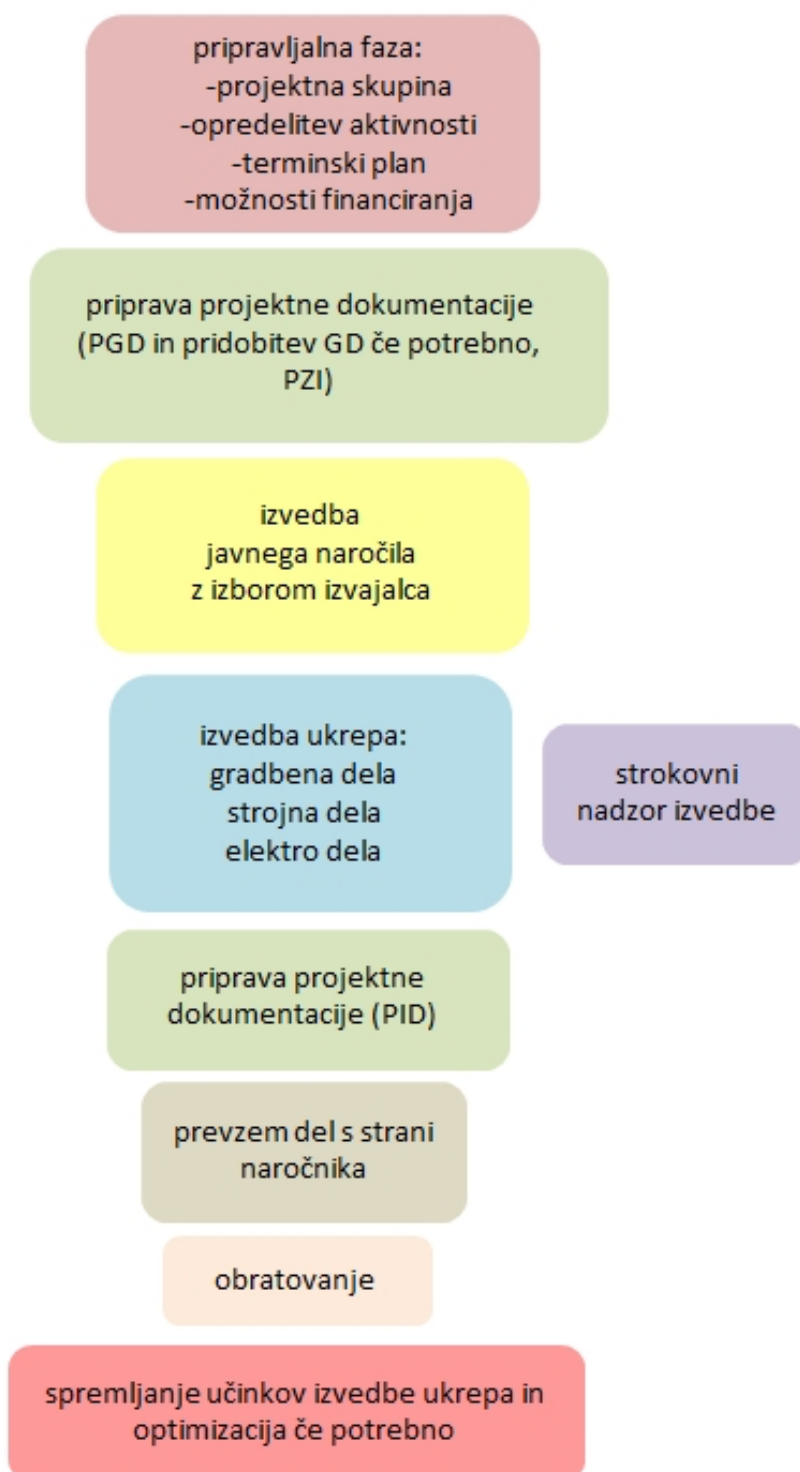 pripravljalna faza:
-projektna skupina
-opredelitev aktivnosti
-terminski plan
-možnosti financiranja
priprava projektne dokumentacije
(PGD in pridobitev GD če potrebno,
PZI)
izvedba
javnega naročila
z izborom izvajalca
izvedba ukrepa:
gradbena dela
strojna dela
elektro dela
strokovni
nadzor izvedbe
priprava projektne
dokumentacije (PID)
prevzem del s strani
naročnika
obratovanje
spremljanje učinkov izvedbe ukrepa in
optimizacija če potrebno